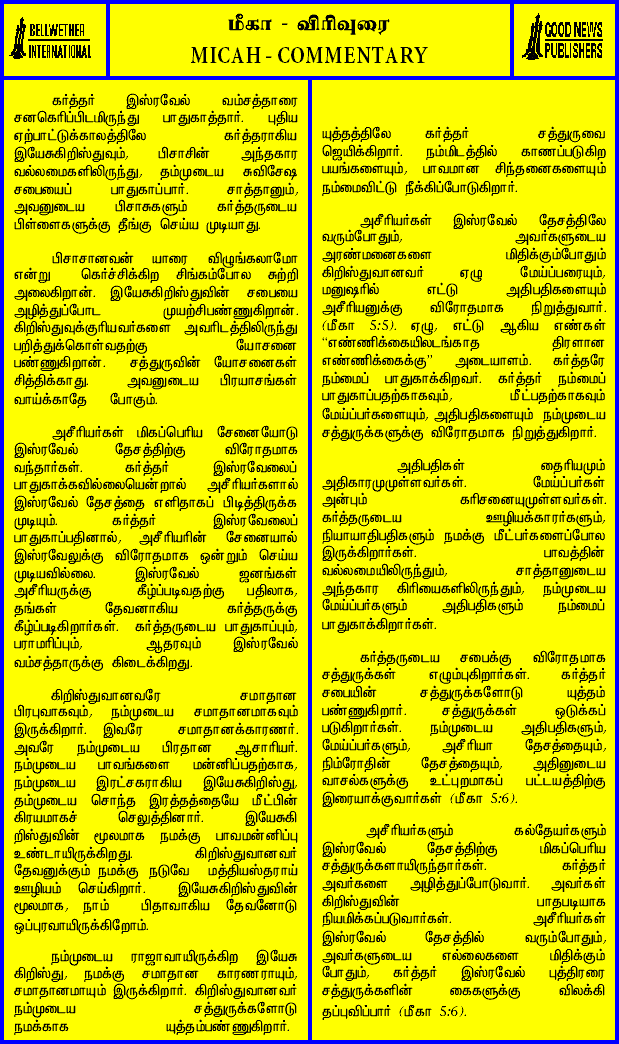 BELLWETHER
INTERNATIONAL
மீகா - விரிவுரை
MICAH - COMMENTARY
GOOD NEWS
PUBLISHERS
கர்த்தர் இஸ்ரவேல் வம்சத்தாரை
சனகெரிப்பிடமிருந்து பாதுகாத்தார். புதிய
ஏற்பாட்டுக்காலத்திலே கர்த்தராகிய
இயேசுகிறிஸ்துவும், பிசாசின் அந்தகார
வல்லமைகளிலிருந்து, தம்முடைய சுவிசேஷ
சபையைப் பாதுகாப்பார். சாத்தானும்,
அவனுடைய பிசாசுகளும் கர்த்தருடைய
பிள்ளைகளுக்கு தீங்கு செய்ய முடியாது.
பிசாசானவன் யாரை விழுங்கலாமோ
என்று கெர்ச்சிக்கிற சிங்கம்போல சுற்றி
அலைகிறான். இயேசுகிறிஸ்துவின் சபையை
அழித்துப்போட முயற்சிபண்ணுகிறான்.
கிறிஸ்துவுக்குரியவர்களை அவரிடத்திலிருந்து
பறித்துக்கொள்வதற்கு யோசனை
பண்ணுகிறான். சத்துருவின் யோசனைகள்
சித்திக்காது. அவனுடைய பிரயாசங்கள்
வாய்க்காதே போகும்.
அசீரியர்கள் மிகப்பெரிய சேனையோடு
இஸ்ரவேல் தேசத்திற்கு விரோதமாக
வந்தார்கள். கர்த்தர் இஸ்ரவேலைப்
பாதுகாக்கவில்லையென்றால் அசீரியர்களால்
இஸ்ரவேல் தேசத்தை எளிதாகப் பிடித்திருக்க
முடியும். கர்த்தர் இஸ்ரவேலைப்
பாதுகாப்பதினால், அசீரியரின் சேனையால்
இஸ்ரவேலுக்கு விரோதமாக ஒன்றும் செய்ய
முடியவில்லை. இஸ்ரவேல் ஜனங்கள்
அசீரியருக்கு கீழ்ப்படிவதற்கு பதிலாக,
தங்கள் தேவனாகிய கர்த்தருக்கு
கீழ்ப்படிகிறார்கள். கர்த்தருடைய பாதுகாப்பும்,
பராமரிப்பும், ஆதரவும் இஸ்ரவேல்
வம்சத்தாருக்கு கிடைக்கிறது.
கிறிஸ்துவானவரே சமாதான
பிரபுவாகவும், நம்முடைய சமாதானமாகவும்
இருக்கிறார். இவரே சமாதானக்காரணர்.
அவரே நம்முடைய பிரதான ஆசாரியர்.
நம்முடைய பாவங்களை மன்னிப்பதற்காக,
நம்முடைய இரட்சகராகிய இயேசுகிறிஸ்து,
தம்முடைய சொந்த இரத்தத்தையே மீட்பின்
கிரயமாகச் செலுத்தினார். இயேசுகி
றிஸ்துவின் மூலமாக நமக்கு பாவமன்னிப்பு
உண்டாயிருக்கிறது. கிறிஸ்துவானவர்
தேவனுக்கும் நமக்கு நடுவே மத்தியஸ்தராய்
ஊழியம் செய்கிறார். இயேசுகிறிஸ்துவின்
மூலமாக, நாம் பிதாவாகிய தேவனோடு
ஒப்புரவாயிருக்கிறோம்.
நம்முடைய ராஜாவாயிருக்கிற இயேசு
கிறிஸ்து, நமக்கு சமாதான காரணராயும்,
சமாதானமாயும் இருக்கிறார். கிறிஸ்துவானவர்
நம்முடைய சத்துருக்களோடு
நமக்காக யுத்தம்பண்ணுகிறார்.
யுத்தத்திலே கர்த்தர் சத்துருவை
ஜெயிக்கிறார். நம்மிடத்தில் காணப்படுகிற
பயங்களையும், பாவமான சிந்தனைகளையும்
நம்மைவிட்டு நீக்கிப்போடுகிறார்.
அசீரியர்கள் இஸ்ரவேல் தேசத்திலே
வரும்போதும், அவர்களுடைய
அரண்மனைகளை மிதிக்கும்போதும்
கிறிஸ்துவானவர் ஏழு மேய்ப்பரையும்,
மனுஷரில் எட்டு அதிபதிகளையும்
அசீரியனுக்கு விரோதமாக நிறுத்துவார்.
(மீகா 5:5). ஏழு, எட்டு ஆகிய எண்கள்
“எண்ணிக்கையிலடங்காத திரளான
எண்ணிக்கைக்கு” அடையாளம். கர்த்தரே
நம்மைப் பாதுகாக்கிறவர். கர்த்தர் நம்மைப்
பாதுகாப்பதற்காகவும், மீட்பதற்காகவும்
மேய்ப்பர்களையும், அதிபதிகளையும் நம்முடைய
சத்துருக்களுக்கு விரோதமாக நிறுத்துகிறார்.
அதிபதிகள் தைரியமும்
அதிகாரமுமுள்ளவர்கள். மேய்ப்பர்கள்
அன்பும் கரிசனையுமுள்ளவர்கள்.
கர்த்தருடைய ஊழியக்காரர்களும்,
நியாயாதிபதிகளும் நமக்கு மீட்பர்களைப்போல
இருக்கிறார்கள். பாவத்தின்
வல்லமையிலிருந்தும், சாத்தானுடைய
அந்தகார கிரியைகளிலிருந்தும், நம்முடைய
மேய்ப்பர்களும் அதிபதிகளும் நம்மைப்
பாதுகாக்கிறார்கள்.
கர்த்தருடைய சபைக்கு விரோதமாக
சத்துருக்கள் எழும்புகிறார்கள். கர்த்தர்
சபையின் சத்துருக்களோடு யுத்தம்
பண்ணுகிறார். சத்துருக்கள் ஒடுக்கப்
படுகிறார்கள். நம்முடைய அதிபதிகளும்,
மேய்ப்பர்களும், அசீரியா தேசத்தையும்,
நிம்ரோதின் தேசத்தையும், அதினுடைய
வாசல்களுக்கு உட்புறமாகப் பட்டயத்திற்கு
இரையாக்குவார்கள் (மீகா 5:6).
அசீரியர்களும் கல்தேயர்களும்
இஸ்ரவேல் தேசத்திற்கு மிகப்பெரிய
சத்துருக்களாயிருந்தார்கள். கர்த்தர்
அவர்களை அழித்துப்போடுவார். அவர்கள்
கிறிஸ்துவின் பாதபடியாக
நியமிக்கப்படுவார்கள். அசீரியர்கள்
இஸ்ரவேல் தேசத்தில் வரும்போதும்,
அவர்களுடைய எல்லைகளை மிதிக்கும்
போதும், கர்த்தர் இஸ்ரவேல் புத்திரரை
சத்துருக்களின் கைகளுக்கு விலக்கி
தப்புவிப்பார் (மீகா 5:6).